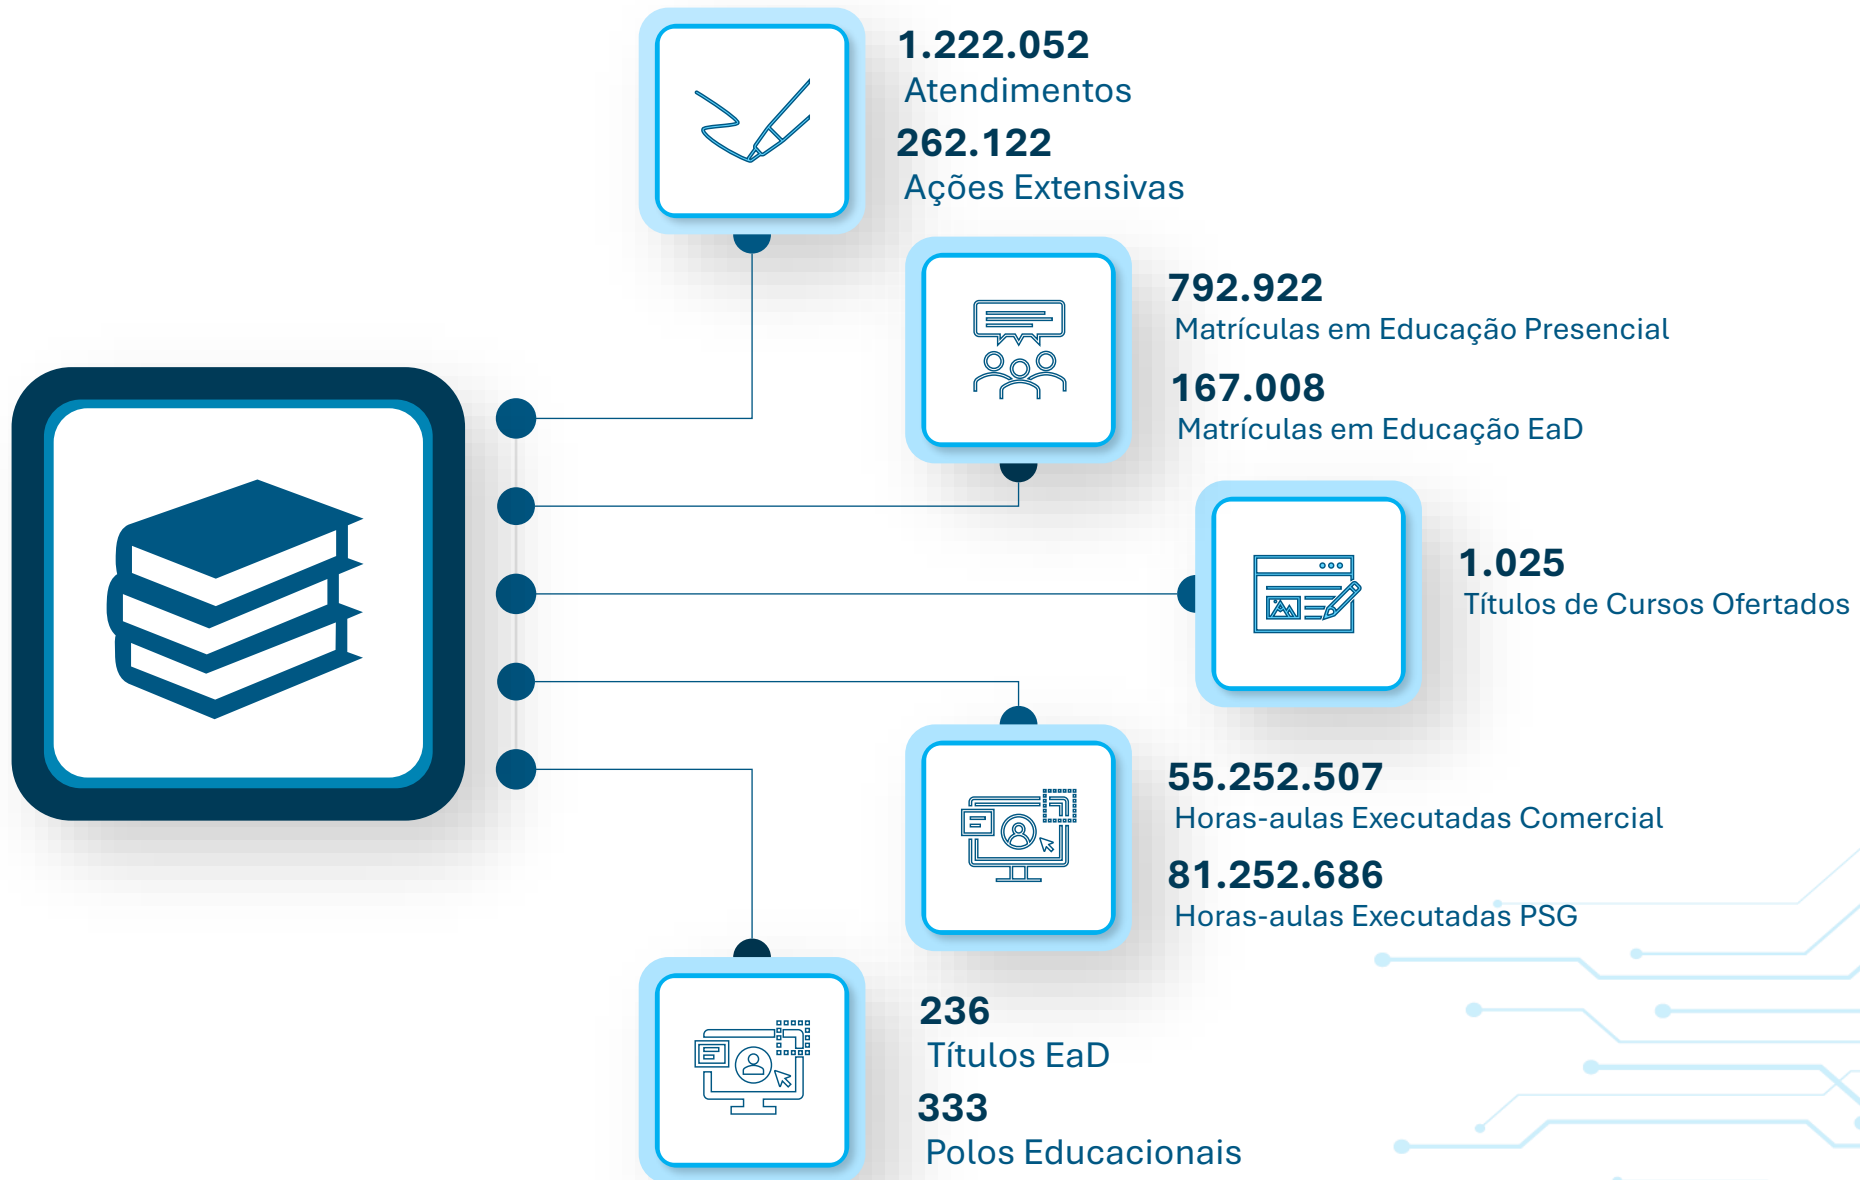 1.222.052
Atendimentos
262.122
Ações Extensivas
792.922
Matrículas em Educação Presencial
167.008
Matrículas em Educação EaD
1.025
Títulos de Cursos Ofertados
55.252.507
Horas-aulas Executadas Comercial
81.252.686
Horas-aulas Executadas PSG
236
Títulos EaD
333
Polos Educacionais